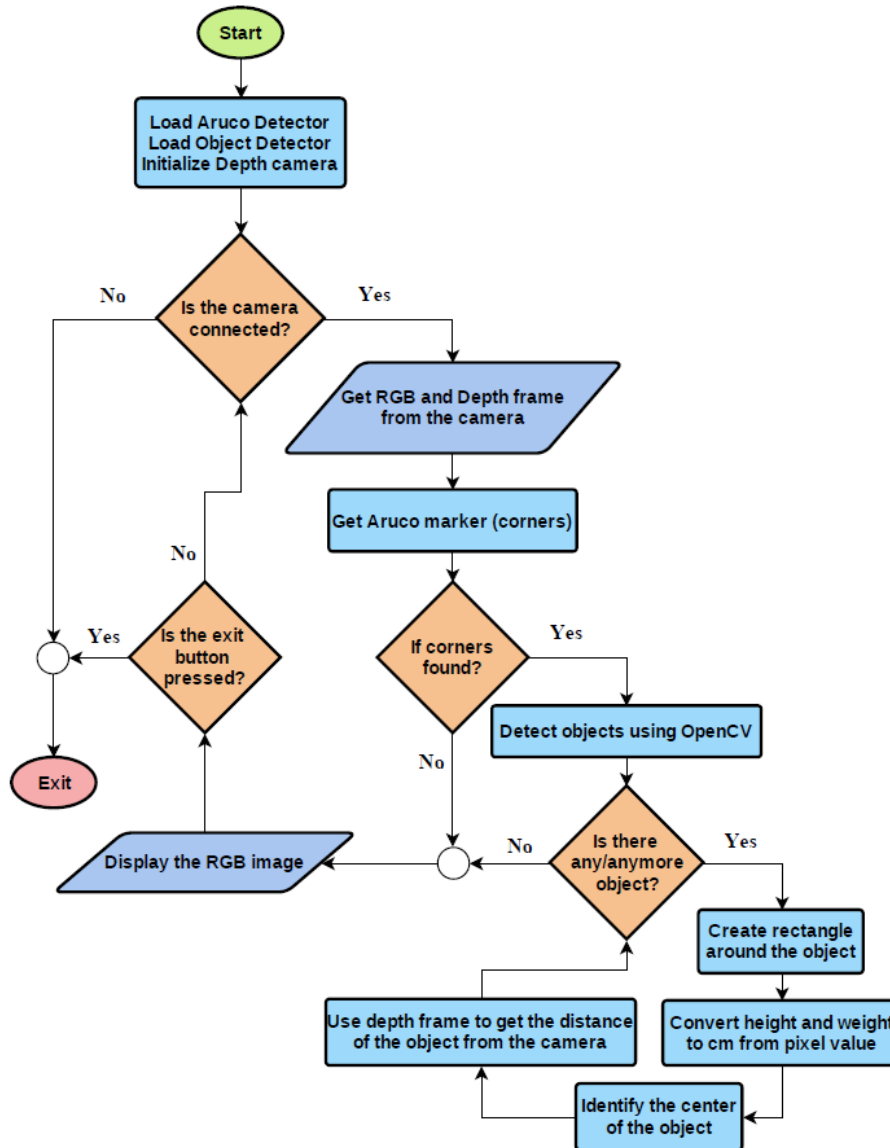 Start
Load Aruco Detector
Load Object Detector
Initialize Depth camera
Is the camera
connected?
No
Yes
Get RGB and Depth frame
from the camera
Get Aruco marker (corners)
If corners
found?
Yes
No
Detect objects using OpenCV
Is there
any/anymore
object?
No
Yes
Create rectangle
around the object
Convert height and weight
to cm from pixel value
Identify the center
of the object
Use depth frame to get the distance
of the object from the camera
Display the RGB image
Is the exit
button
pressed?
No
Yes
Exit